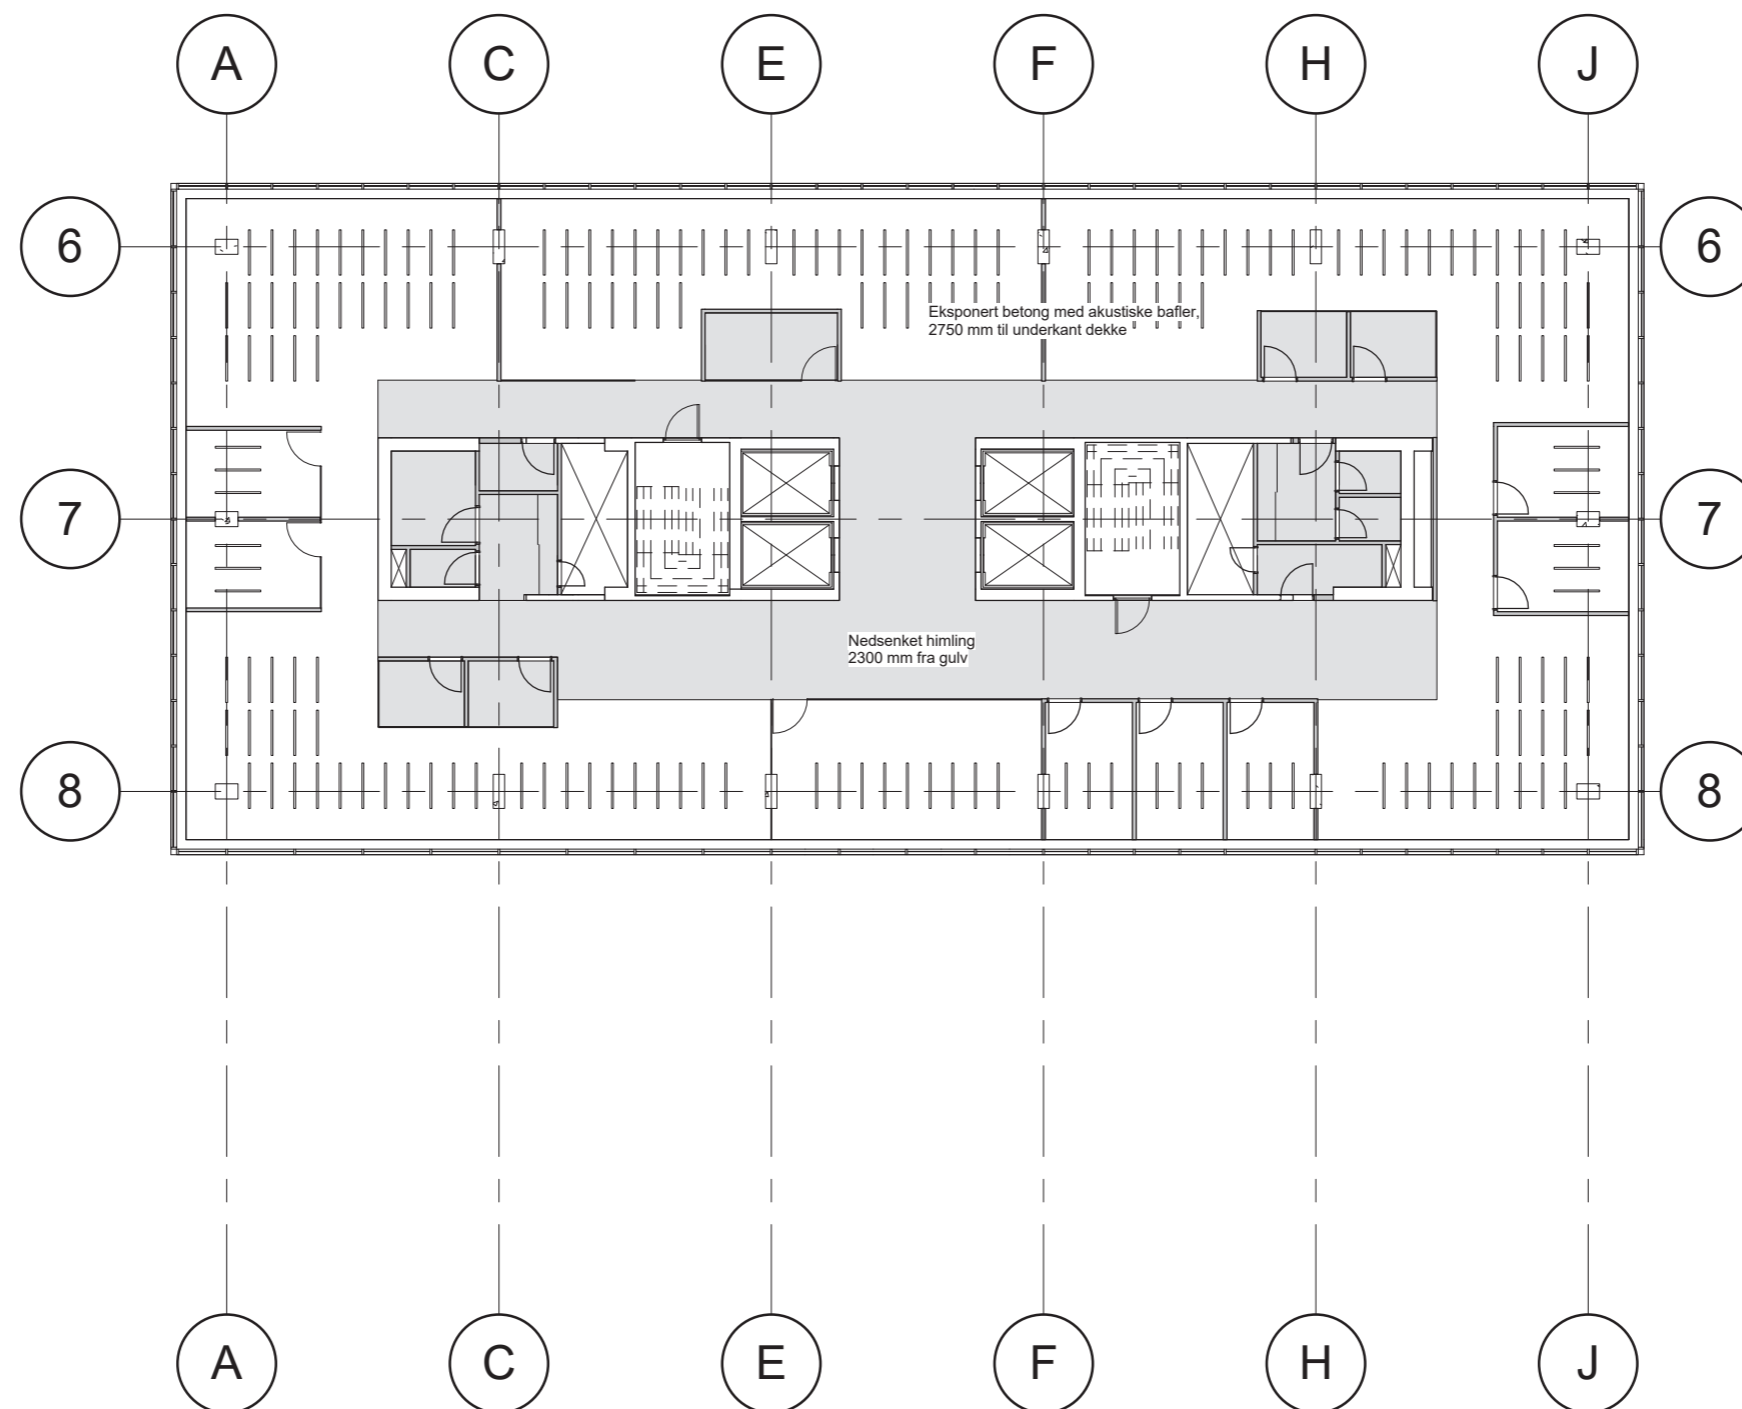 A C E F H J
6 6
Eksponert betong med akustiske bafler,
2750 mm til underkant dekke
7 7
Nedsenket himling
2300 mm fra gulv
8 8
A C E F H J